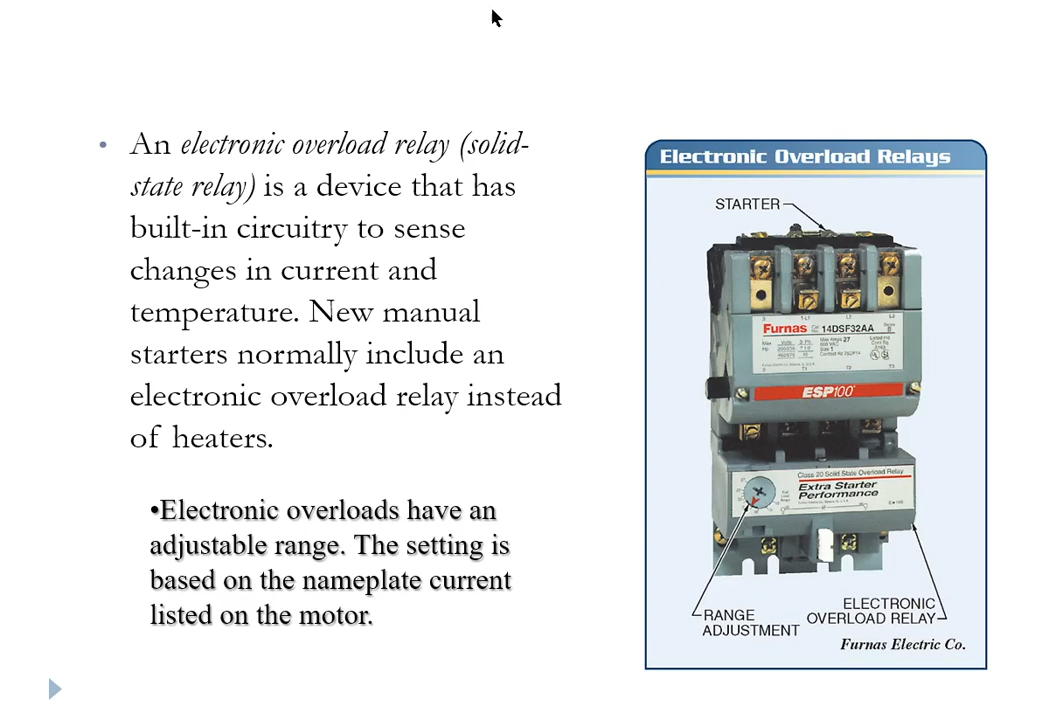 • An electronic overload relay (solid-
state relay) is a device that has
built-in circuitry to sense
changes in current and
temperature. New manual
starters normally include an
electronic overload relay instead
of heaters.
•Electronic overloads have an
adjustable range. The setting is
based on the nameplate current
listed on the motor.
Electronic Overload Relays
STARTER
Furnas 14DSF32AA
ESP100
Class 20 Solid State Overload Relay
Extra Starter
Performance
RANGE
ADJUSTMENT
ELECTRONIC
OVERLOAD RELAY
Furnas Electric Co.